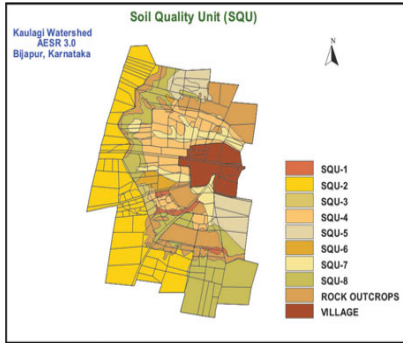 Soil Quality Unit (SQU)
Kaulagi Watershed
AESR 3.0
Bijapur, Karnataka
N
SQU-1
SQU-2
SQU-3
SQU-4
SQU-5
SQU-6
SQU-7
SQU-8
ROCK OUTCROPS
VILLAGE